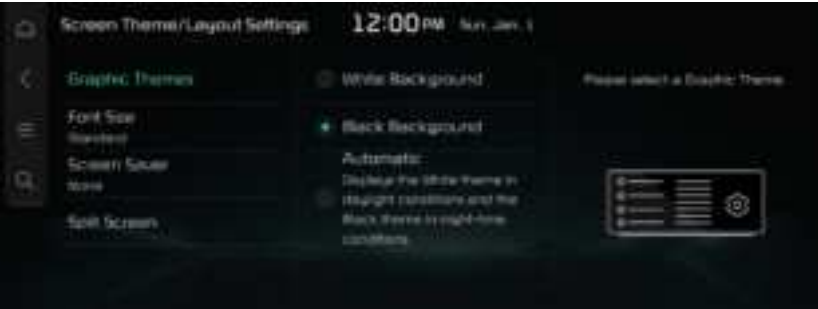 Screen Theme/Layout Settings
12:00 PM Sun. Jan. 1
Graphic Themes
Font Size
Standard
Screen Saver
None
Split Screen
White Background
Black Background
Automatic
Displays the White theme in
daylight conditions and the
Black theme in night-time
conditions.
Please select a Graphic Theme.